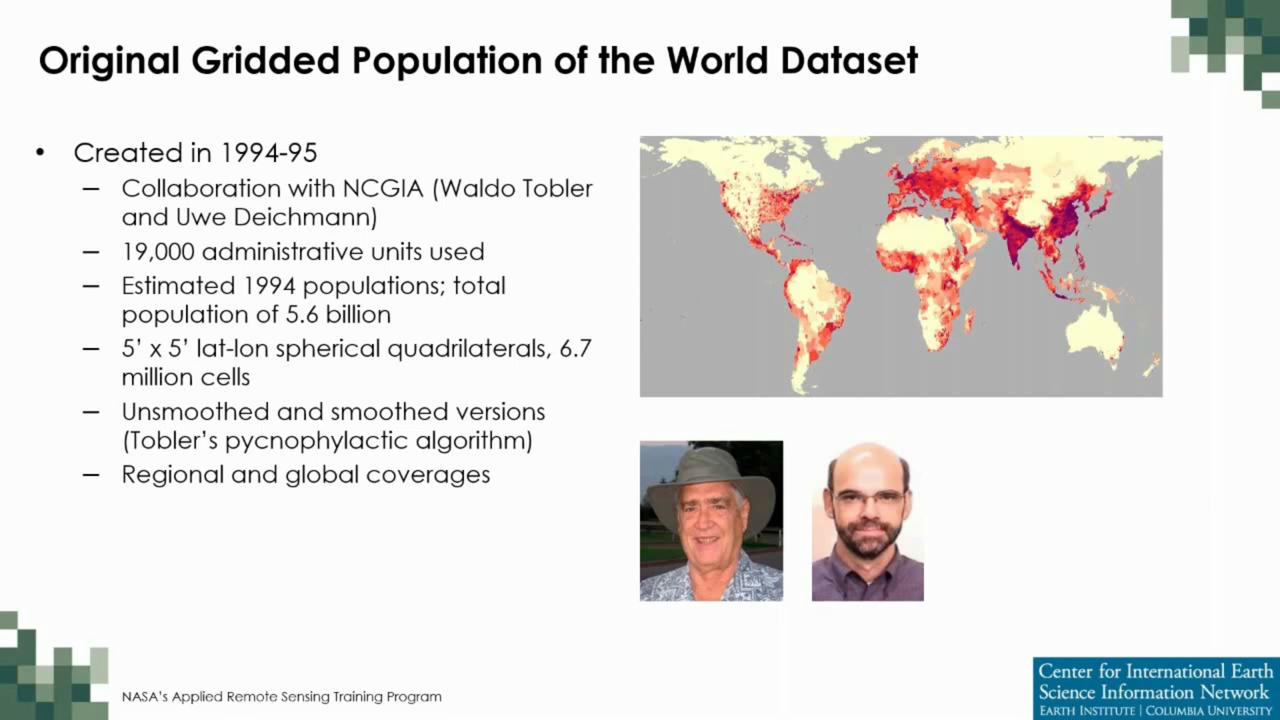 Original Gridded Population of the World Dataset
• Created in 1994-95
– Collaboration with NCGIA (Waldo Tobler
and Uwe Deichmann)
– 19,000 administrative units used
– Estimated 1994 populations; total
population of 5.6 billion
– 5’ x 5’ lat-lon spherical quadrilaterals, 6.7
million cells
– Unsmoothed and smoothed versions
(Tobler’s pycnophylactic algorithm)
– Regional and global coverages
NASA’s Applied Remote Sensing Training Program
Center for International Earth
Science Information Network
EARTH INSTITUTE | COLUMBIA UNIVERSITY